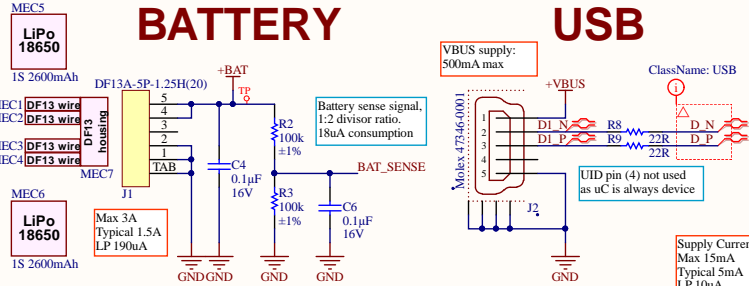 BATTERY
USB
MEC5
LiPo
18650
1S 2600mAh
MEC1 DF13 wire
MEC2 DF13 wire
MEC3 DF13 wire
MEC4 DF13 wire
DF13
housing
MEC7
MEC6
LiPo
18650
1S 2600mAh
DF13A-5P-1.25H(20)
5
4
3
2
1
TAB
J1
Max 3A
Typical 1.5A
LP 190uA
+BAT
TP
C4
0.1µF
16V
R2
100k
±1%
R3
100k
±1%
Battery sense signal,
1:2 divisor ratio.
18uA consumption
BAT_SENSE
C6
0.1µF
16V
GND
GND
GND
GND
VBUS supply:
500mA max
+VBUS
Molex 47346-0001
1
2
3
4
5
J2
D1_N
D1_P
R8
R9
22R
22R
ClassName: USB
i
D_N
D_P
UID pin (4) not used
as uC is always device
GND
Supply Curren
Max 15mA
Typical 5mA
LP 10uA